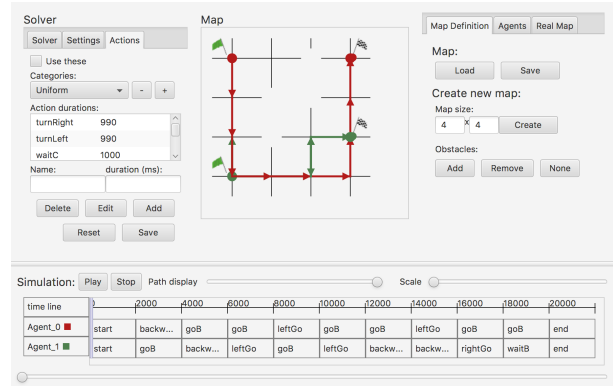 Solver
Solver Settings Actions
Use these
Categories:
Uniform - +
Action durations:
turnRight 990
turnLeft 990
waitC 1000
Name: duration (ms):
Delete Edit Add
Reset Save
Map
Map Definition Agents Real Map
Map:
Load Save
Create new map:
Map size:
4 x 4 Create
Obstacles:
Add Remove None
Simulation: Play Stop Path display Scale
time line 0 2000 4000 6000 8000 10000 12000 14000 16000 18000 20000
Agent_0 start backw... goB goB leftGo goB goB leftGo goB goB end
Agent_1 start goB backw... leftGo goB leftGo backw... backw... rightGo waitB end